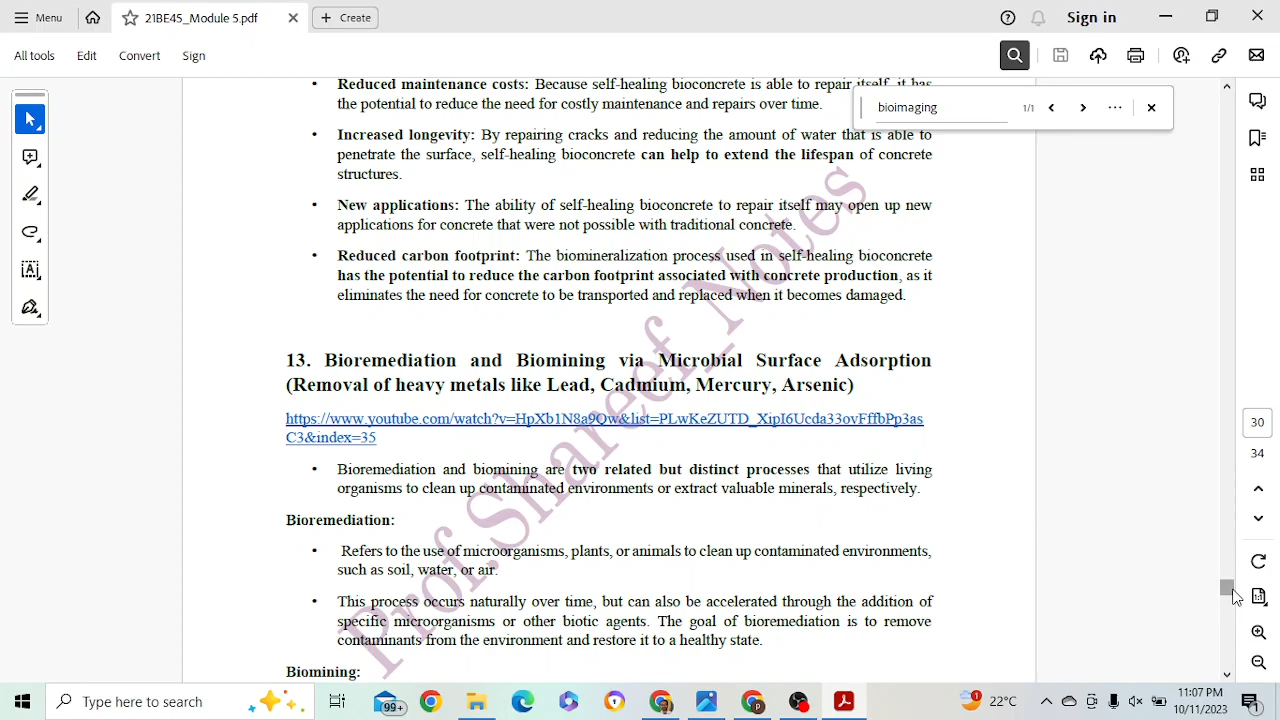 Menu
21BE45_Module 5.pdf
+ Create
Sign in
All tools Edit Convert Sign
bioimaging 1/1
• Reduced maintenance costs: Because self-healing bioconcrete is able to repair itself, it has
the potential to reduce the need for costly maintenance and repairs over time.
• Increased longevity: By repairing cracks and reducing the amount of water that is able to
penetrate the surface, self-healing bioconcrete can help to extend the lifespan of concrete
structures.
• New applications: The ability of self-healing bioconcrete to repair itself may open up new
applications for concrete that were not possible with traditional concrete.
• Reduced carbon footprint: The biomineralization process used in self-healing bioconcrete
has the potential to reduce the carbon footprint associated with concrete production, as it
eliminates the need for concrete to be transported and replaced when it becomes damaged.
13. Bioremediation and Biomining via Microbial Surface Adsorption
(Removal of heavy metals like Lead, Cadmium, Mercury, Arsenic)
https://www.youtube.com/watch?v=HpXb1N8a9Qw&list=PLwKeZUTD_XipI6Ucda33ovFffbPp3as
C3&index=35
• Bioremediation and biomining are two related but distinct processes that utilize living
organisms to clean up contaminated environments or extract valuable minerals, respectively.
Bioremediation:
• Refers to the use of microorganisms, plants, or animals to clean up contaminated environments,
such as soil, water, or air.
• This process occurs naturally over time, but can also be accelerated through the addition of
specific microorganisms or other biotic agents. The goal of bioremediation is to remove
contaminants from the environment and restore it to a healthy state.
Biomining:
Prof.Shareef_Notes
30
34
Type here to search
99+
1
22°C
11:07 PM
10/11/2023
1